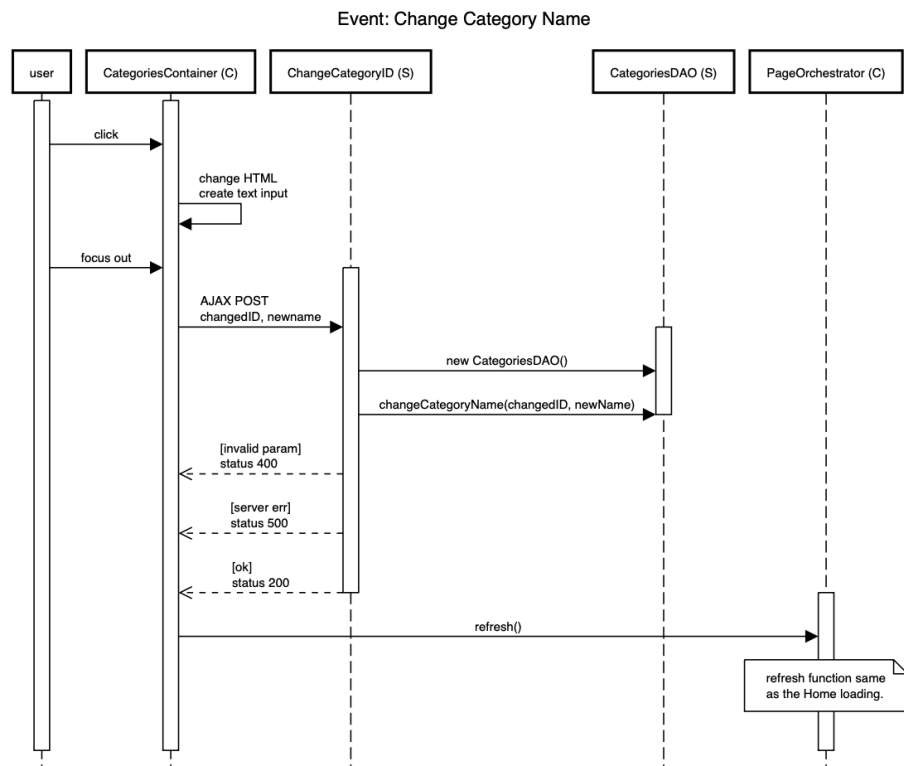 Event: Change Category Name
user
CategoriesContainer (C)
ChangeCategoryID (S)
CategoriesDAO (S)
PageOrchestrator (C)
click
change HTML
create text input
focus out
AJAX POST
changedID, newname
new CategoriesDAO()
changeCategoryName(changedID, newName)
[invalid param]
status 400
[server err]
status 500
[ok]
status 200
refresh()
refresh function same
as the Home loading.